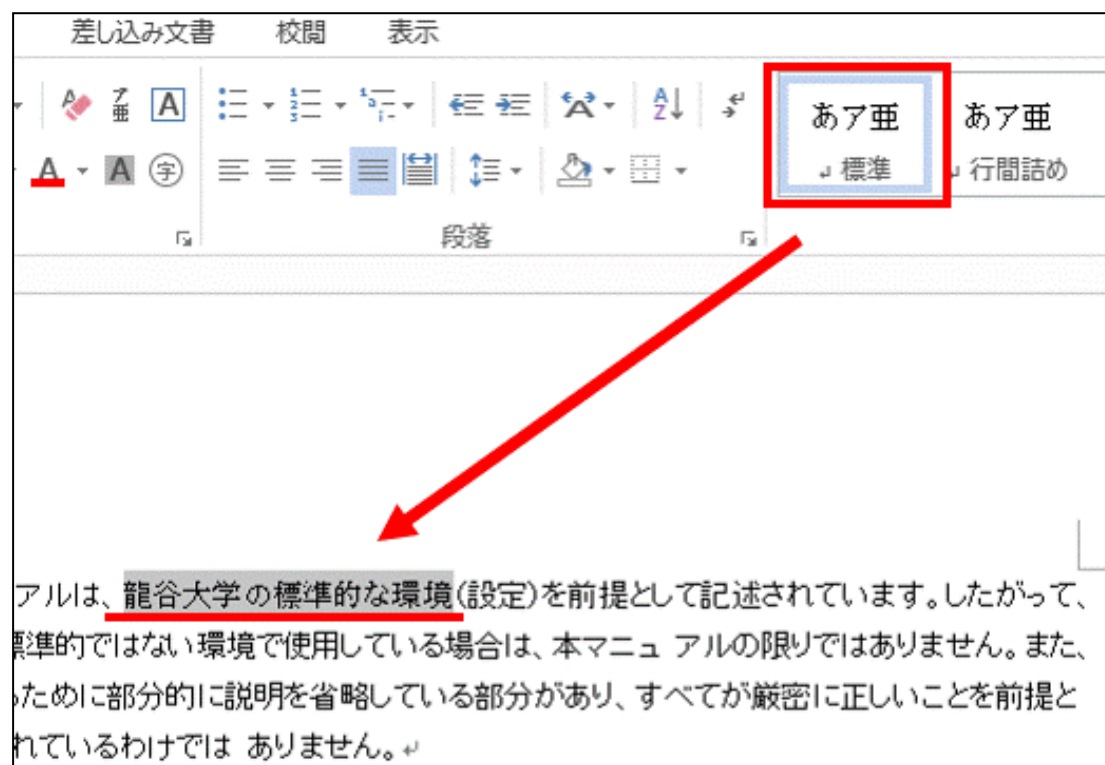 差し込み文書 校閲 表示
ア亜 A
A A 字
段落
あア亜 あア亜
標準 行間詰め
アルは、龍谷大学の標準的な環境(設定)を前提として記述されています。したがって、
標準的ではない環境で使用している場合は、本マニュ アルの限りではありません。また、
ために部分的に説明を省略している部分があり、すべてが厳密に正しいことを前提と
れているわけでは ありません。